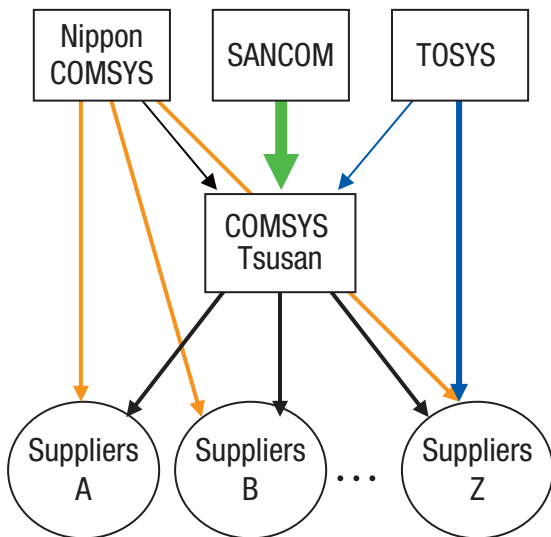 Nippon
COMSYS
SANCOM
TOSYS
COMSYS
Tsusan
Suppliers
A
Suppliers
B
...
Suppliers
Z